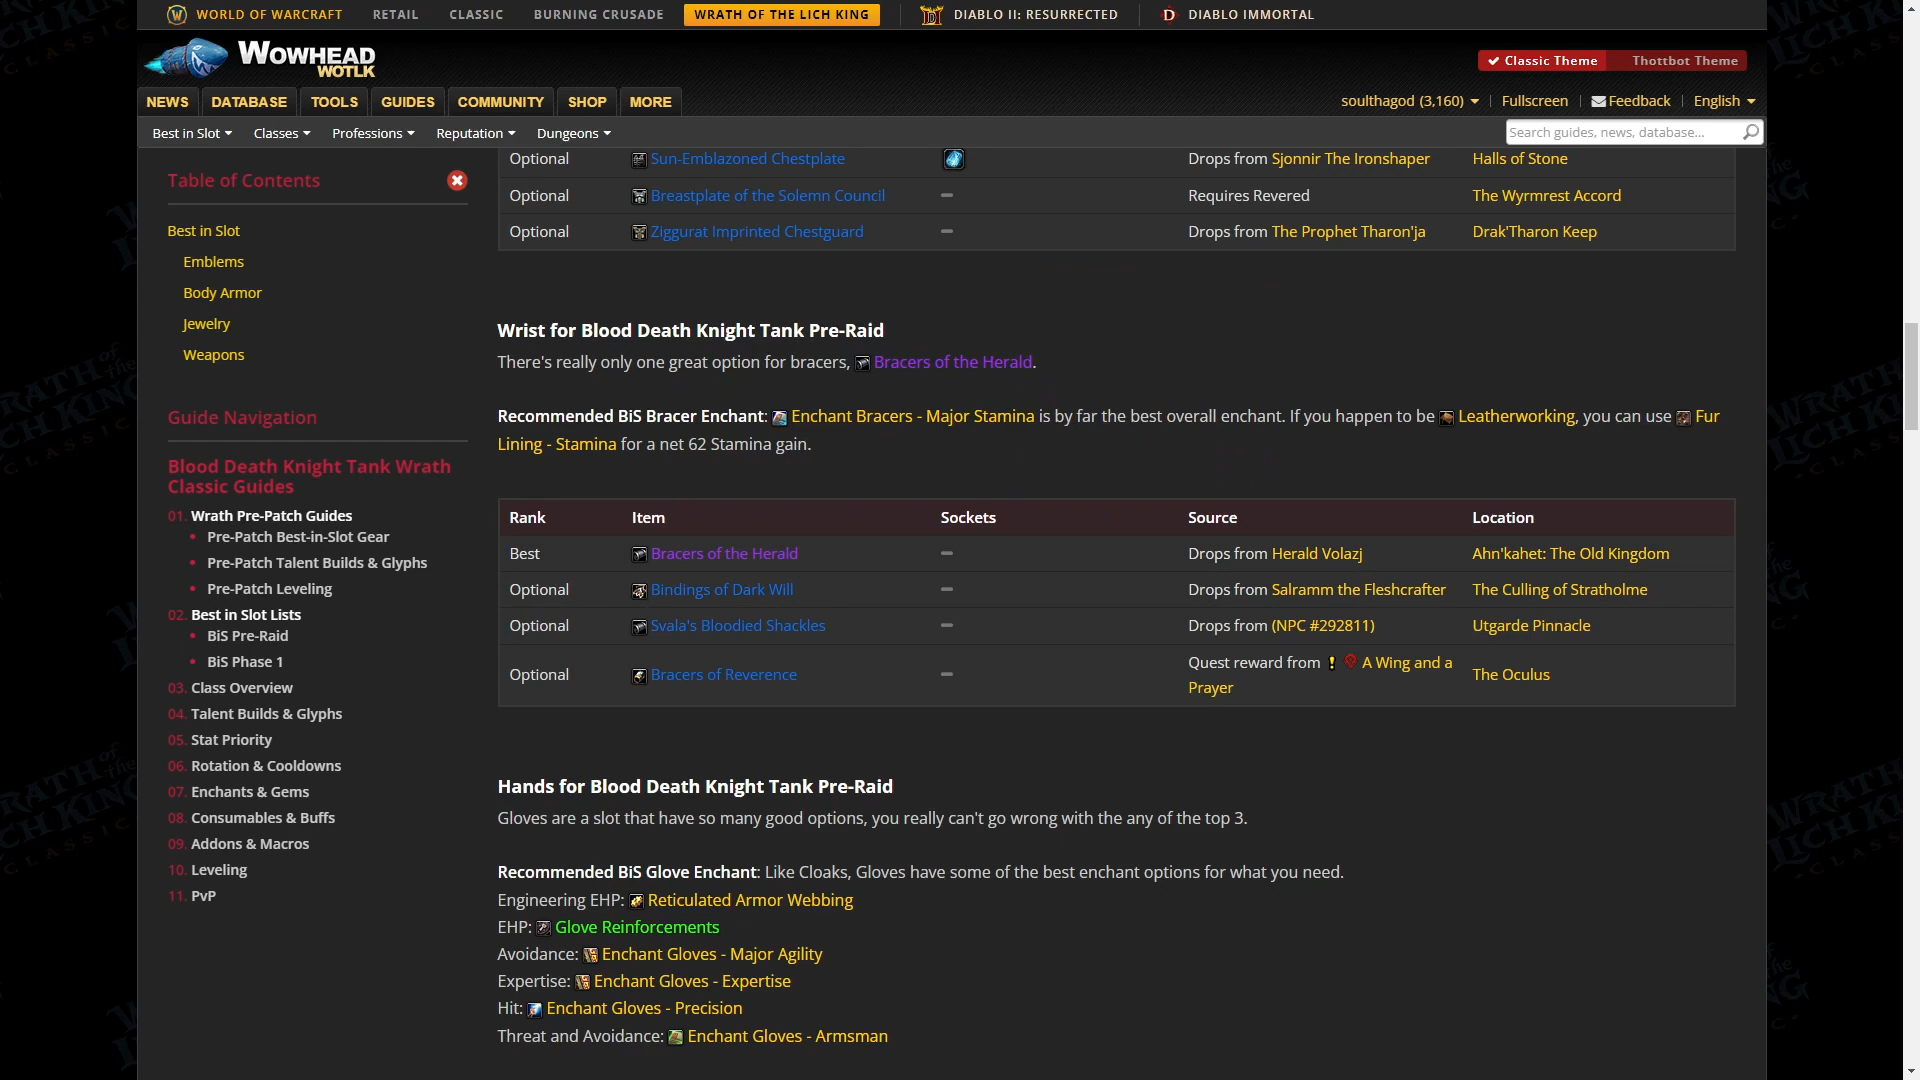 WORLD OF WARCRAFT RETAIL CLASSIC BURNING CRUSADE WRATH OF THE LICH KING DIABLO II: RESURRECTED DIABLO IMMORTAL
WOWHEAD
WOTLK
Classic Theme Thottbot Theme
NEWS DATABASE TOOLS GUIDES COMMUNITY SHOP MORE
soulthagod (3,160) Fullscreen Feedback English
Best in Slot Classes Professions Reputation Dungeons
Search guides, news, database...
Table of Contents
Best in Slot
Emblems
Body Armor
Jewelry
Weapons
Guide Navigation
Blood Death Knight Tank Wrath
Classic Guides
01. Wrath Pre-Patch Guides
Pre-Patch Best-in-Slot Gear
Pre-Patch Talent Builds & Glyphs
Pre-Patch Leveling
02. Best in Slot Lists
BiS Pre-Raid
BiS Phase 1
03. Class Overview
04. Talent Builds & Glyphs
05. Stat Priority
06. Rotation & Cooldowns
07. Enchants & Gems
08. Consumables & Buffs
09. Addons & Macros
10. Leveling
11. PvP
Optional Sun-Emblazoned Chestplate Drops from Sjonnir The Ironshaper Halls of Stone
Optional Breastplate of the Solemn Council – Requires Revered The Wyrmrest Accord
Optional Ziggurat Imprinted Chestguard – Drops from The Prophet Tharon'ja Drak'Tharon Keep
Wrist for Blood Death Knight Tank Pre-Raid
There's really only one great option for bracers, Bracers of the Herald.
Recommended BiS Bracer Enchant: Enchant Bracers - Major Stamina is by far the best overall enchant. If you happen to be Leatherworking, you can use Fur
Lining - Stamina for a net 62 Stamina gain.
Rank Item Sockets Source Location
Best Bracers of the Herald – Drops from Herald Volazj Ahn'kahet: The Old Kingdom
Optional Bindings of Dark Will – Drops from Salramm the Fleshcrafter The Culling of Stratholme
Optional Svala's Bloodied Shackles – Drops from (NPC #292811) Utgarde Pinnacle
Optional Bracers of Reverence – Quest reward from A Wing and a
Prayer The Oculus
Hands for Blood Death Knight Tank Pre-Raid
Gloves are a slot that have so many good options, you really can't go wrong with the any of the top 3.
Recommended BiS Glove Enchant: Like Cloaks, Gloves have some of the best enchant options for what you need.
Engineering EHP: Reticulated Armor Webbing
EHP: Glove Reinforcements
Avoidance: Enchant Gloves - Major Agility
Expertise: Enchant Gloves - Expertise
Hit: Enchant Gloves - Precision
Threat and Avoidance: Enchant Gloves - Armsman